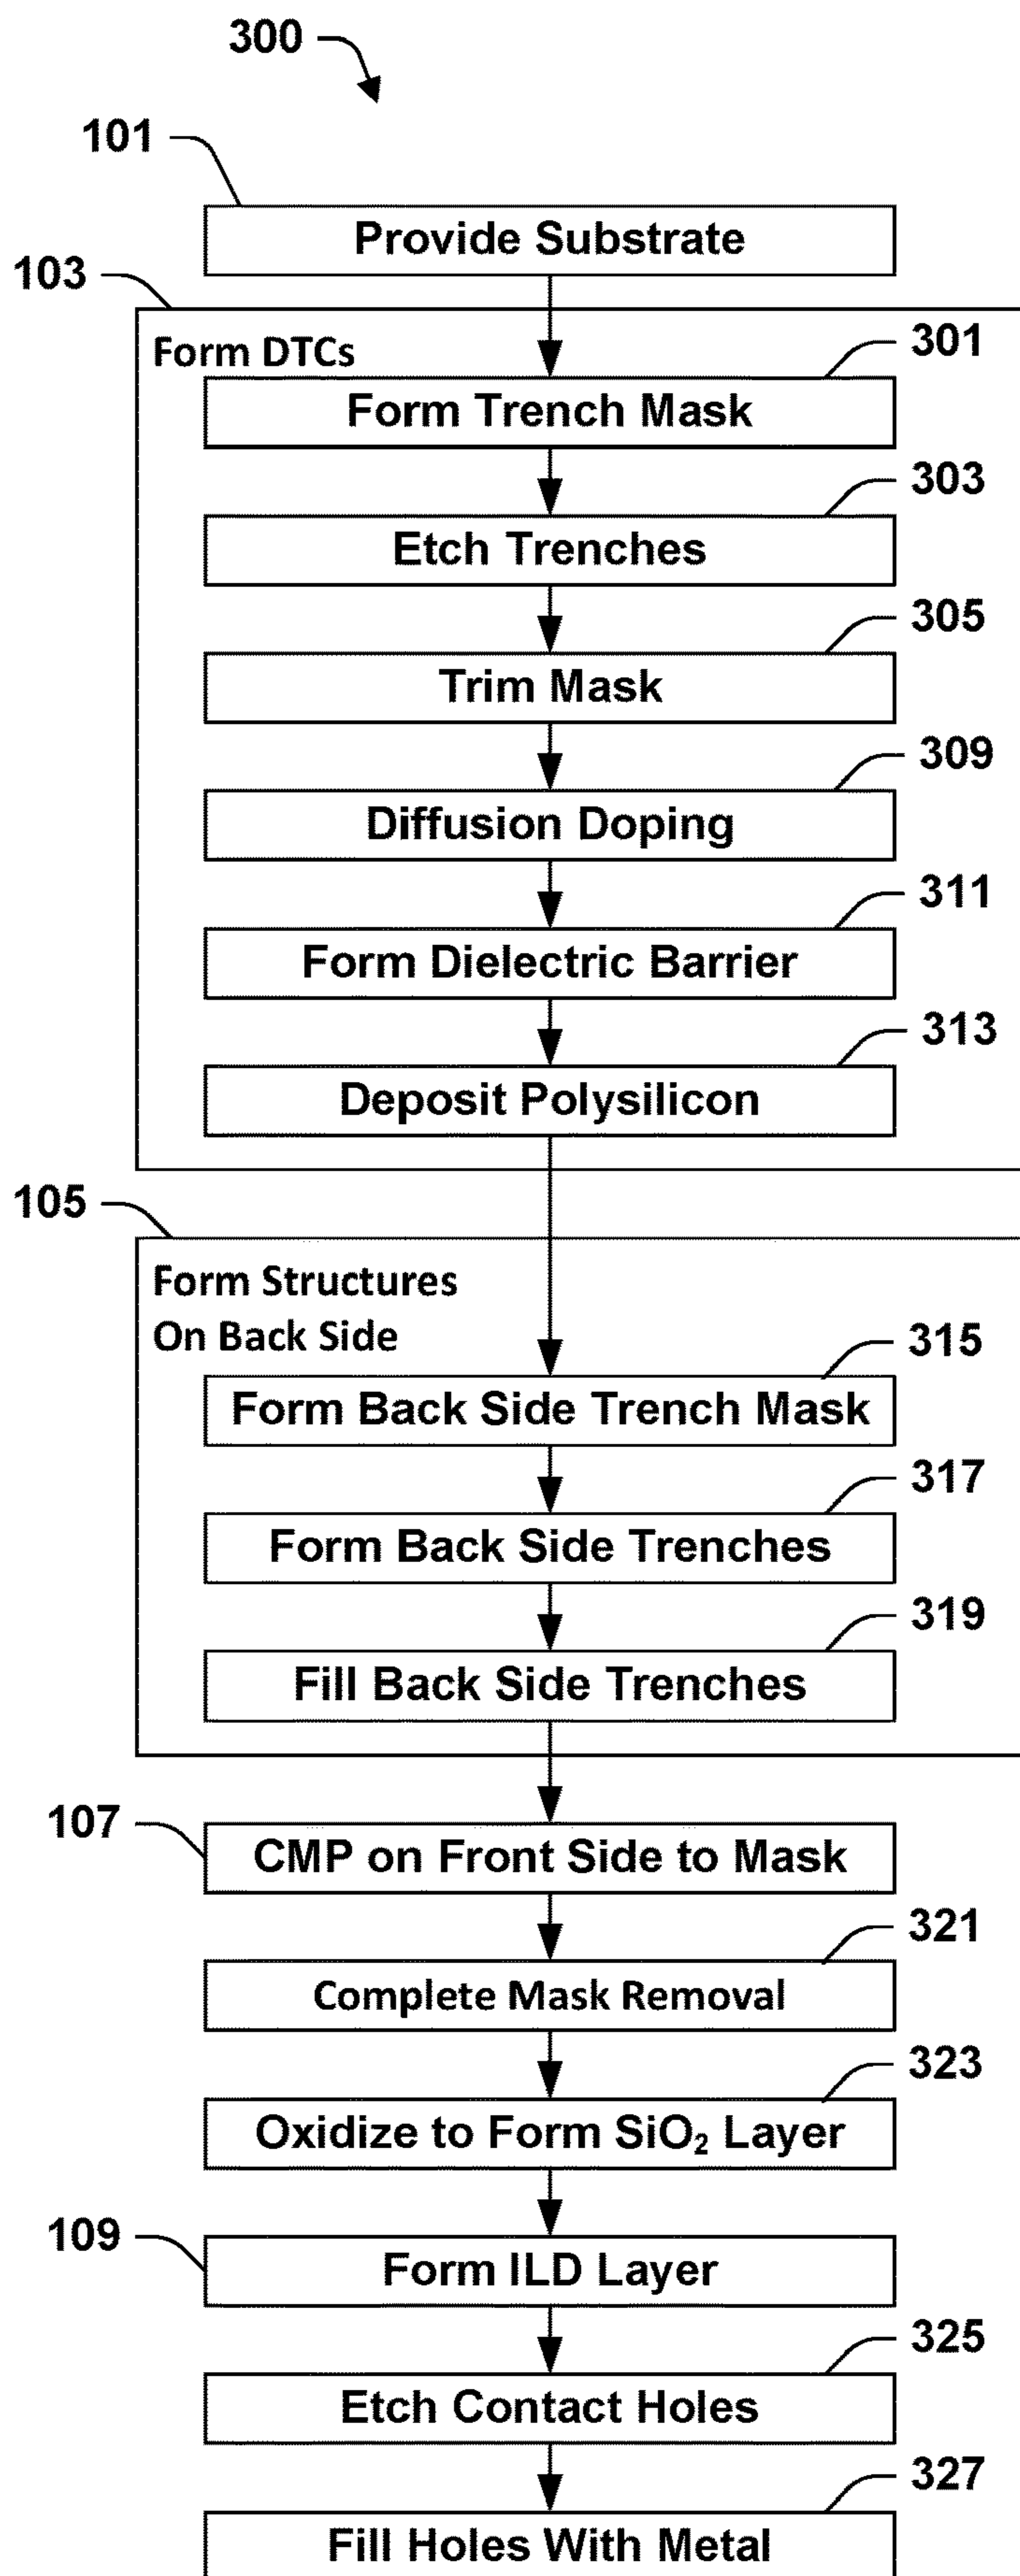 300
101
Provide Substrate
103
Form DTCs
301
Form Trench Mask
303
Etch Trenches
305
Trim Mask
309
Diffusion Doping
311
Form Dielectric Barrier
313
Deposit Polysilicon
105
Form Structures
On Back Side
315
Form Back Side Trench Mask
317
Form Back Side Trenches
319
Fill Back Side Trenches
107
CMP on Front Side to Mask
321
Complete Mask Removal
323
Oxidize to Form SiO₂ Layer
109
Form ILD Layer
325
Etch Contact Holes
327
Fill Holes With Metal